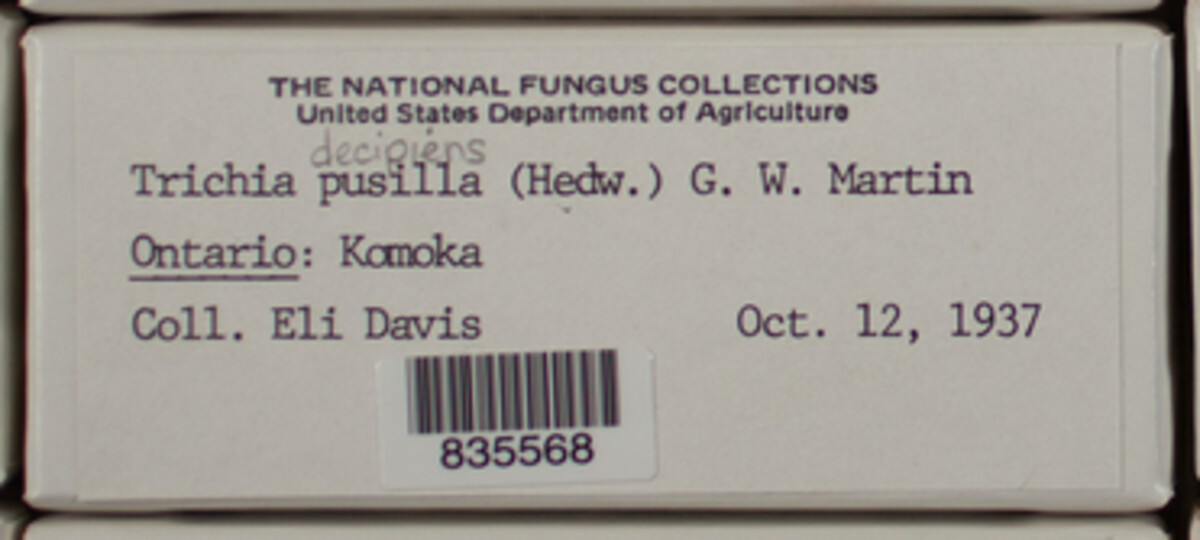 THE NATIONAL FUNGUS COLLECTIONS
United States Department of Agriculture
decipiens
Trichia pusilla (Hedw.) G. W. Martin
Ontario: Komoka
Coll. Eli Davis Oct. 12, 1937
835568